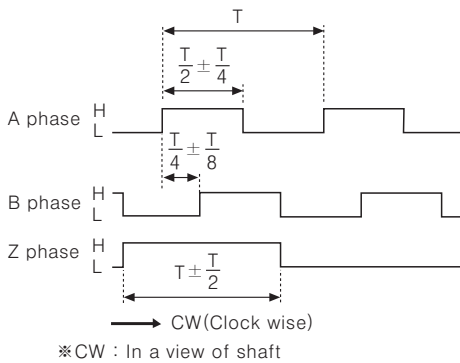 T
T/2 ± T/4
A phase H
L
T/4 ± T/8
B phase H
L
Z phase H
L
T ± T/2
CW(Clock wise)
※CW : In a view of shaft